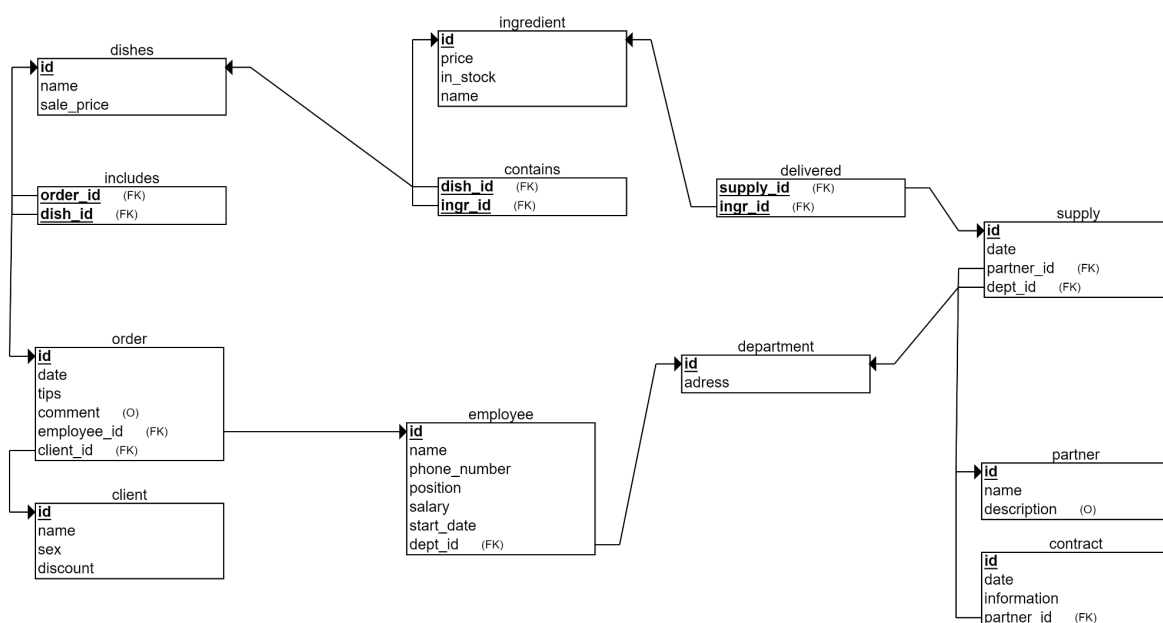 dishes
id
name
sale_price
ingredient
id
price
in_stock
name
includes
order_id (FK)
dish_id (FK)
contains
dish_id (FK)
ingr_id (FK)
delivered
supply_id (FK)
ingr_id (FK)
supply
id
date
partner_id (FK)
dept_id (FK)
order
id
date
tips
comment (O)
employee_id (FK)
client_id (FK)
department
id
adress
employee
id
name
phone_number
position
salary
start_date
dept_id (FK)
client
id
name
sex
discount
partner
id
name
description (O)
contract
id
date
information
partner_id (FK)